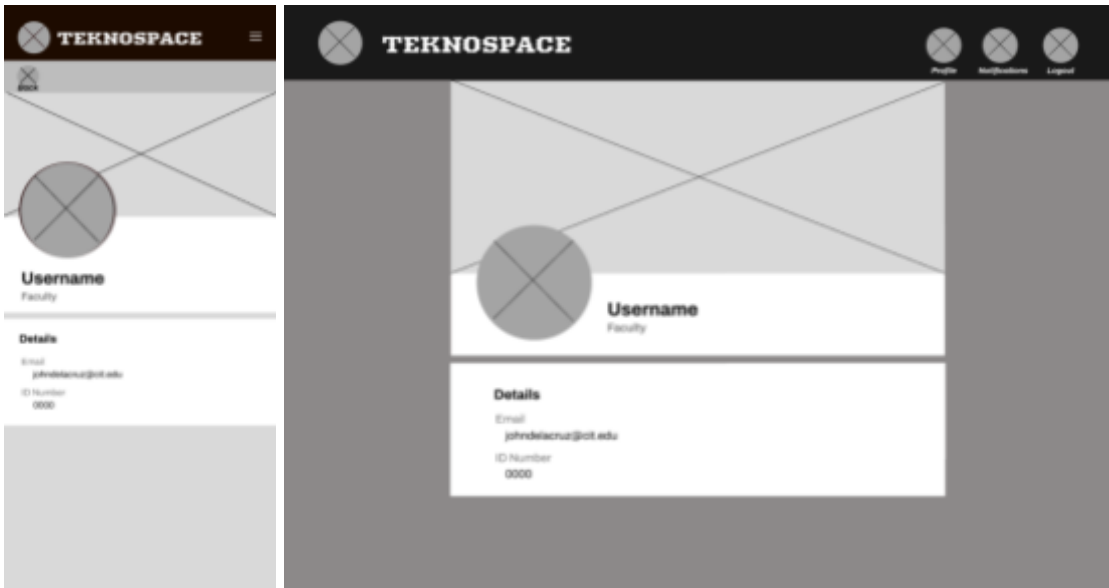 TEKNOSPACE
Back
Username
Faculty
Details
Email
johndelacruz@cit.edu
ID Number
0000
TEKNOSPACE
Profile
Notifications
Logout
Username
Faculty
Details
Email
johndelacruz@cit.edu
ID Number
0000